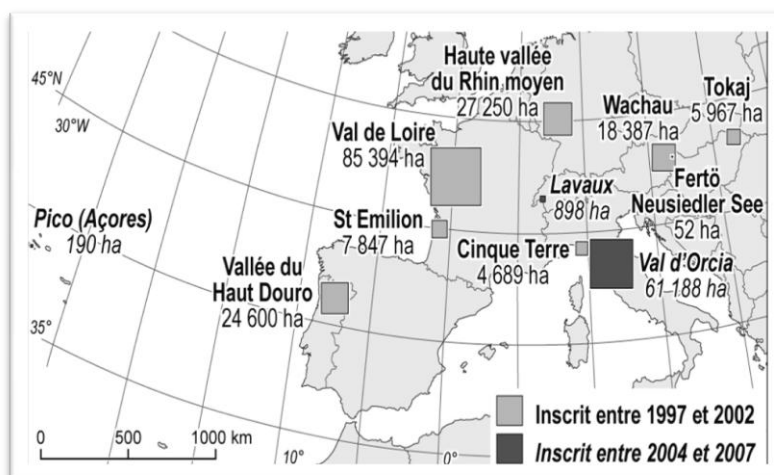 45°N
30°W
Haute vallée
du Rhin moyen
27 250 ha
Tokaj
5 967 ha
Wachau
18 387 ha
Val de Loire
85 394 ha
Lavaux
898 ha
Fertö
Neusiedler See
52 ha
Pico (Açores)
190 ha
St Emilion
7 847 ha
Cinque Terre
4 689 ha
Val d'Orcia
61 188 ha
Vallée du
Haut Douro
24 600 ha
35°
0 500 1000 km
10°
0°
Inscrit entre 1997 et 2002
Inscrit entre 2004 et 2007